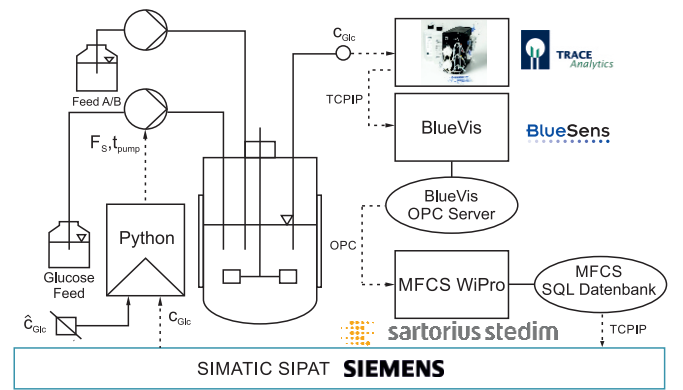 c_Glc
TRACE
Analytics
Feed A/B
TCPIP
BlueVis
BlueSens
F_S,t_pump
BlueVis
OPC Server
Python
OPC
Glucose
Feed
MFCS WiPro
MFCS
SQL Datenbank
ĉ_Glc
c_Glc
sartorius stedim
TCPIP
SIMATIC SIPAT SIEMENS